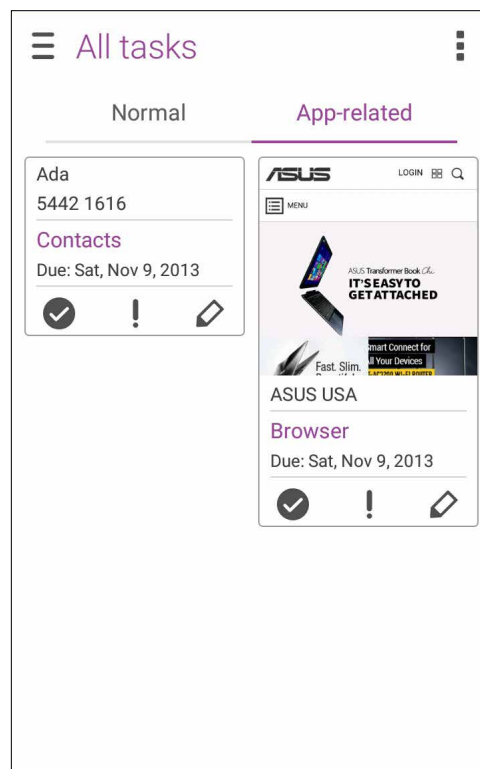 All tasks
Normal
App-related
Ada
5442 1616
Contacts
Due: Sat, Nov 9, 2013
ASUS
LOGIN
MENU
ASUS Transformer Book Chi
IT'S EASY TO
GET ATTACHED
Fast. Slim.
Smart Connect for
All Your Devices
ASUS USA
Browser
Due: Sat, Nov 9, 2013